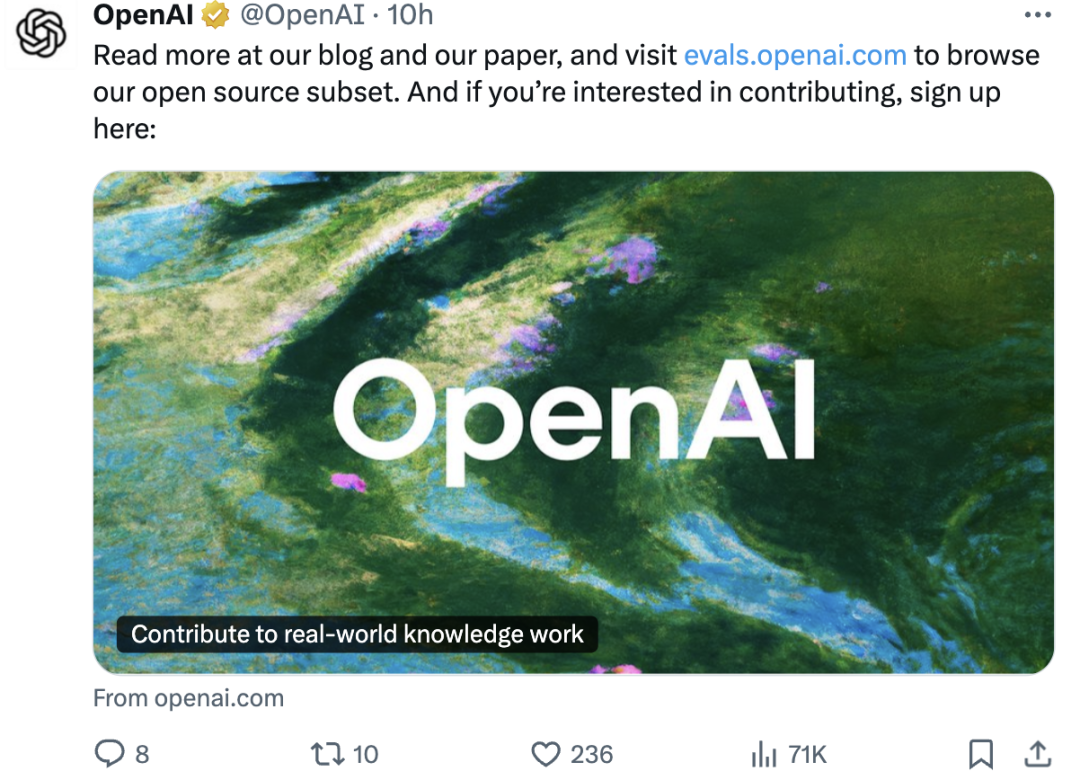 OpenAI @OpenAI · 10h
Read more at our blog and our paper, and visit evals.openai.com to browse
our open source subset. And if you’re interested in contributing, sign up
here:
OpenAI
Contribute to real-world knowledge work
From openai.com
8 10 236 71K